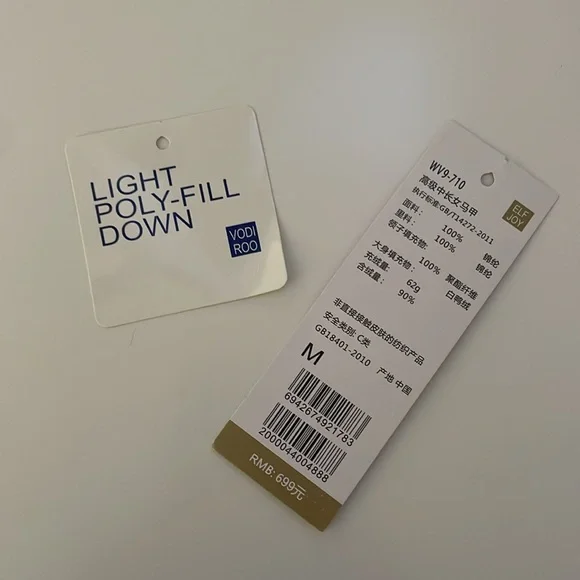 LIGHT
POLY-FILL
DOWN
VODI
ROO
WV9-710
ELF
JOY
高级中长女马甲
执行标准:GB/T14272-2011
面料: 100% 锦纶
里料: 100% 锦纶
领子填充物: 100% 聚酯纤维
大身填充物: 白鸭绒
充绒量: 62g
含绒量: 90%
非直接接触皮肤的纺织产品
安全类别: C类
GB18401-2010 产地 中国
M
6942674921783
2000044004888
RMB: 699元